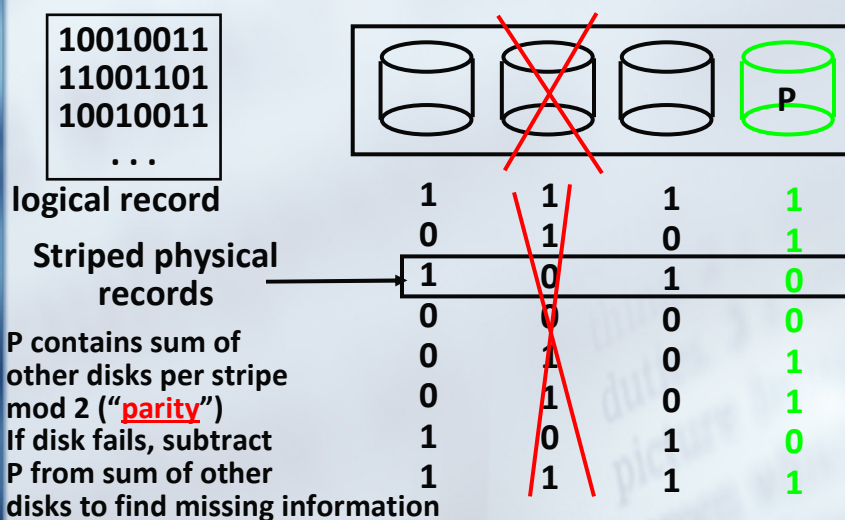 10010011
11001101
10010011
. . .
P
logical record
1 1 1 1
0 1 0 1
Striped physical
records
1 0 1 0
0 0 0 0
0 1 0 1
0 1 0 1
1 0 1 0
1 1 1 1
P contains sum of
other disks per stripe
mod 2 (“parity”)
If disk fails, subtract
P from sum of other
disks to find missing information